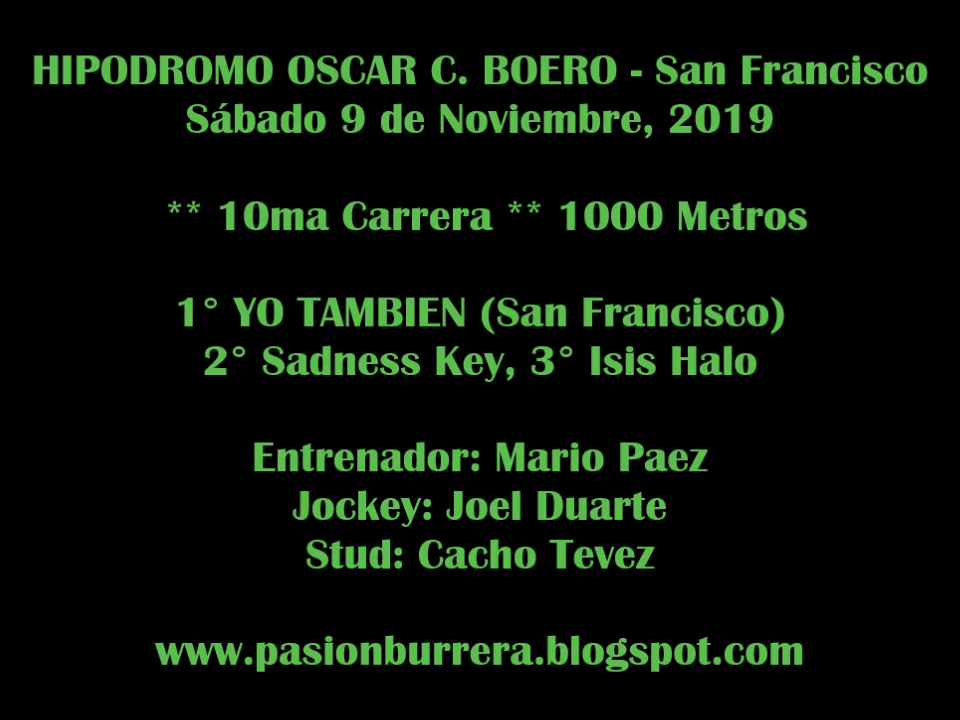 HIPODROMO OSCAR C. BOERO - San Francisco
Sábado 9 de Noviembre, 2019
** 10ma Carrera ** 1000 Metros
1° YO TAMBIEN (San Francisco)
2° Sadness Key, 3° Isis Halo
Entrenador: Mario Paez
Jockey: Joel Duarte
Stud: Cacho Tevez
www.pasionburrera.blogspot.com